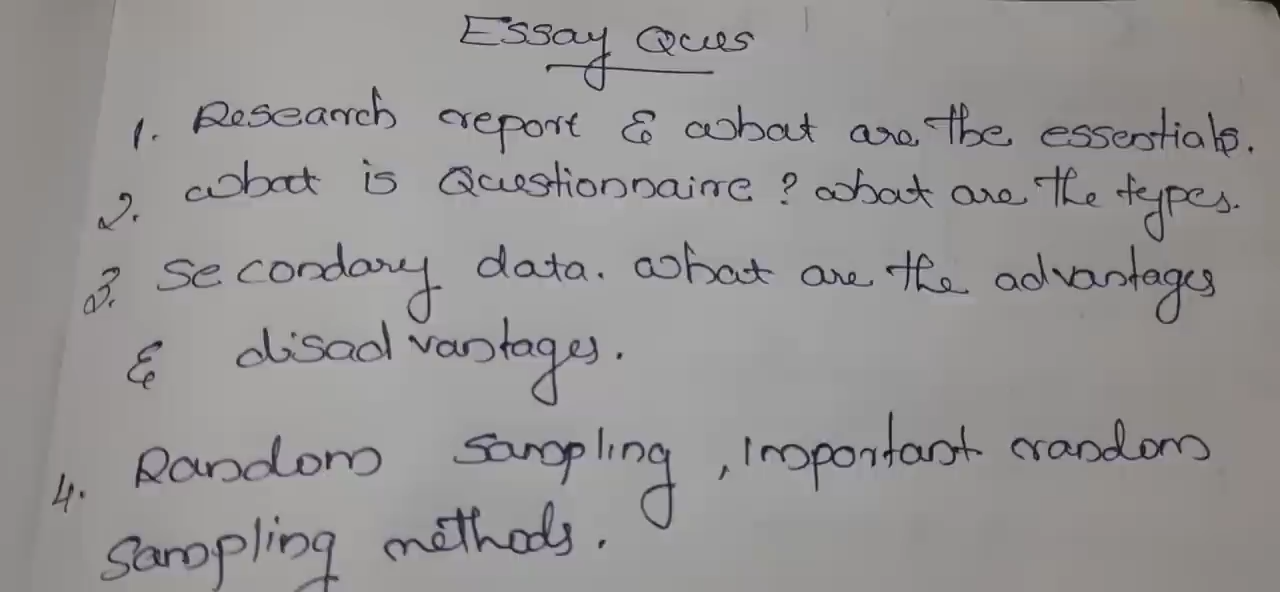 Essay Ques
1. Research report & what are the essentials.
2. what is Questionnaire? what are the types.
3. Secondary data. what are the advantages
& disadvantages.
4. Random Sampling, important random
Sampling methods.